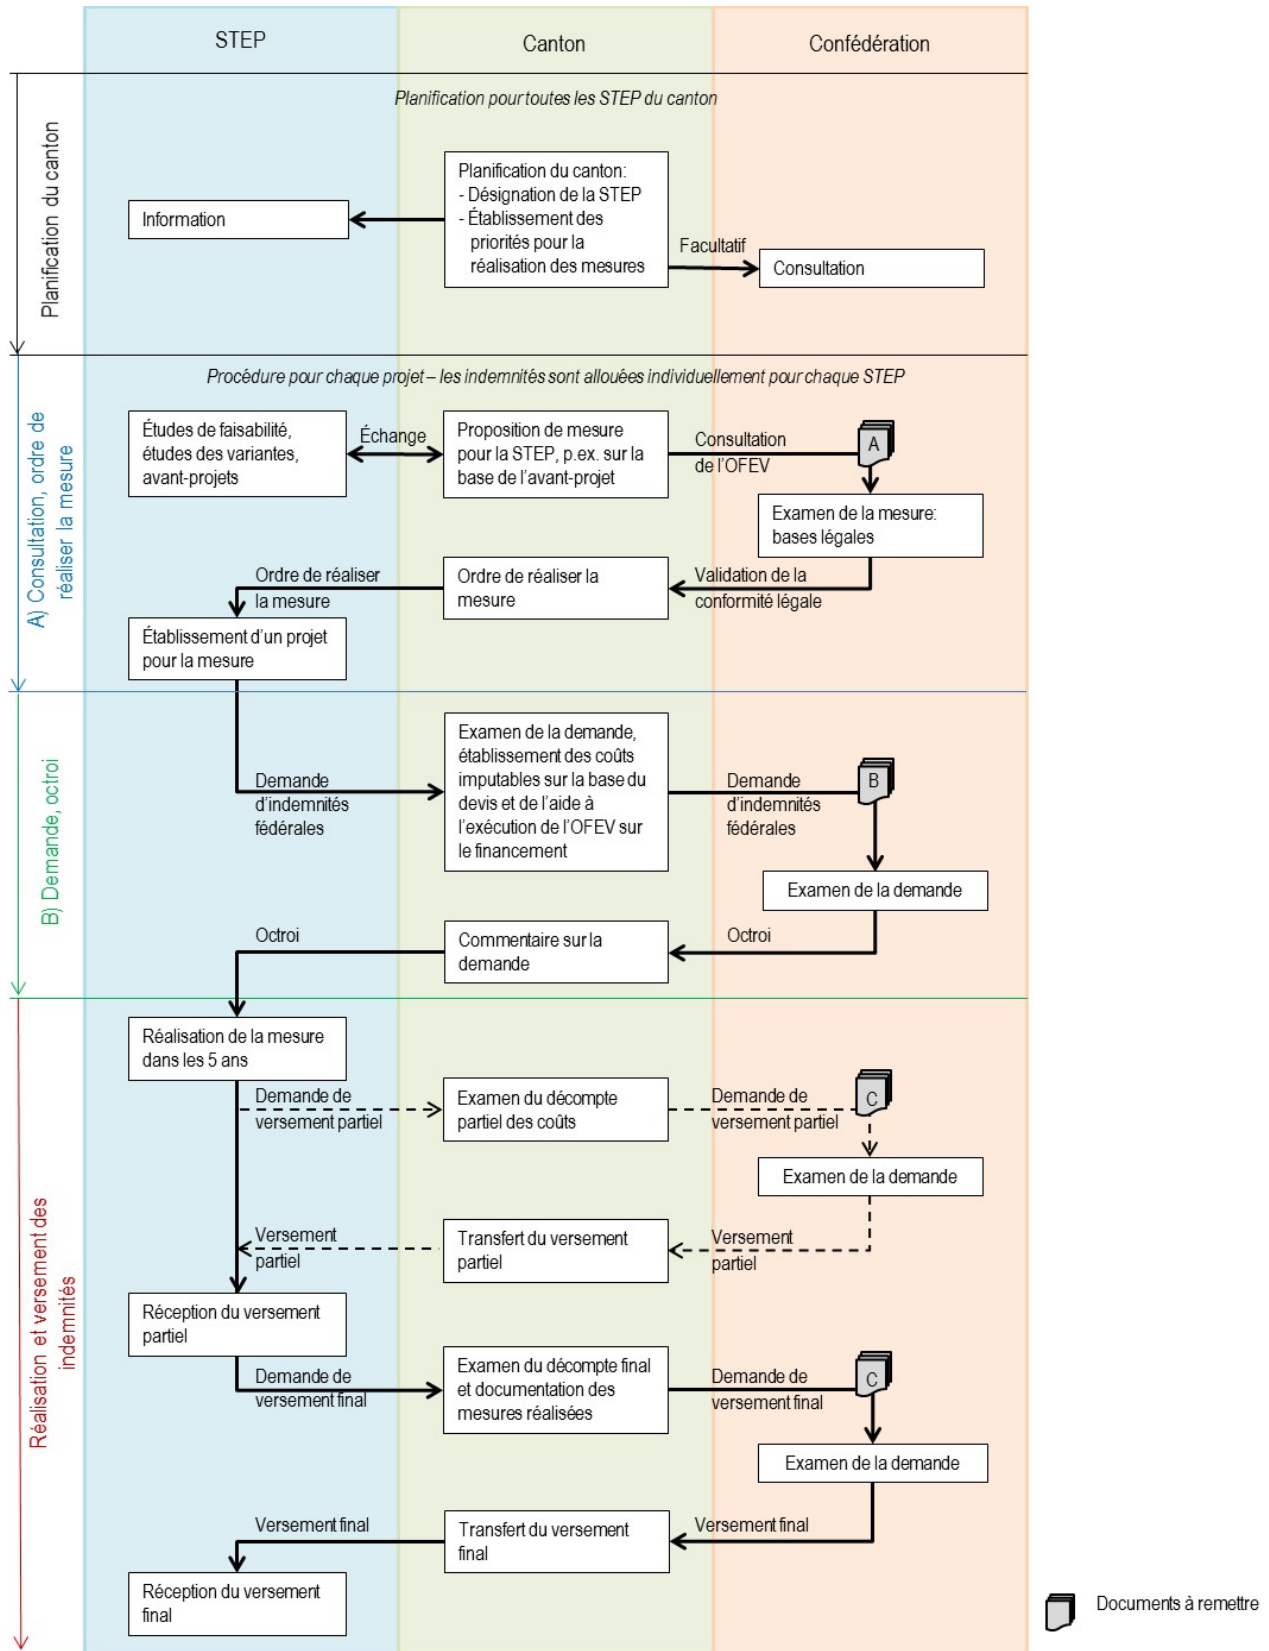 STEP
Canton
Confédération
Planification du canton
Planification pour toutes les STEP du canton
Information
Planification du canton:
- Désignation de la STEP
- Établissement des
priorités pour la
réalisation des mesures
Facultatif
Consultation
A) Consultation, ordre de
réaliser la mesure
Procédure pour chaque projet – les indemnités sont allouées individuellement pour chaque STEP
Études de faisabilité,
études des variantes,
avant-projets
Échange
Proposition de mesure
pour la STEP, p.ex. sur la
base de l'avant-projet
Consultation
de l'OFEV
A
Examen de la mesure:
bases légales
Validation de la
conformité légale
Ordre de réaliser la
mesure
Ordre de réaliser
la mesure
Établissement d'un projet
pour la mesure
B) Demande, octroi
Demande
d'indemnités
fédérales
Examen de la demande,
établissement des coûts
imputables sur la base du
devis et de l'aide à
l'exécution de l'OFEV sur
le financement
Demande
d'indemnités
fédérales
B
Examen de la demande
Octroi
Commentaire sur la
demande
Octroi
Réalisation et versement des
indemnités
Réalisation de la mesure
dans les 5 ans
Demande de
versement partiel
Examen du décompte
partiel des coûts
Demande de
versement partiel
C
Examen de la demande
Versement
partiel
Transfert du versement
partiel
Versement
partiel
Réception du versement
partiel
Demande de
versement final
Examen du décompte final
et documentation des
mesures réalisées
Demande de
versement final
C
Examen de la demande
Versement final
Transfert du versement
final
Versement final
Réception du versement
final
Documents à remettre